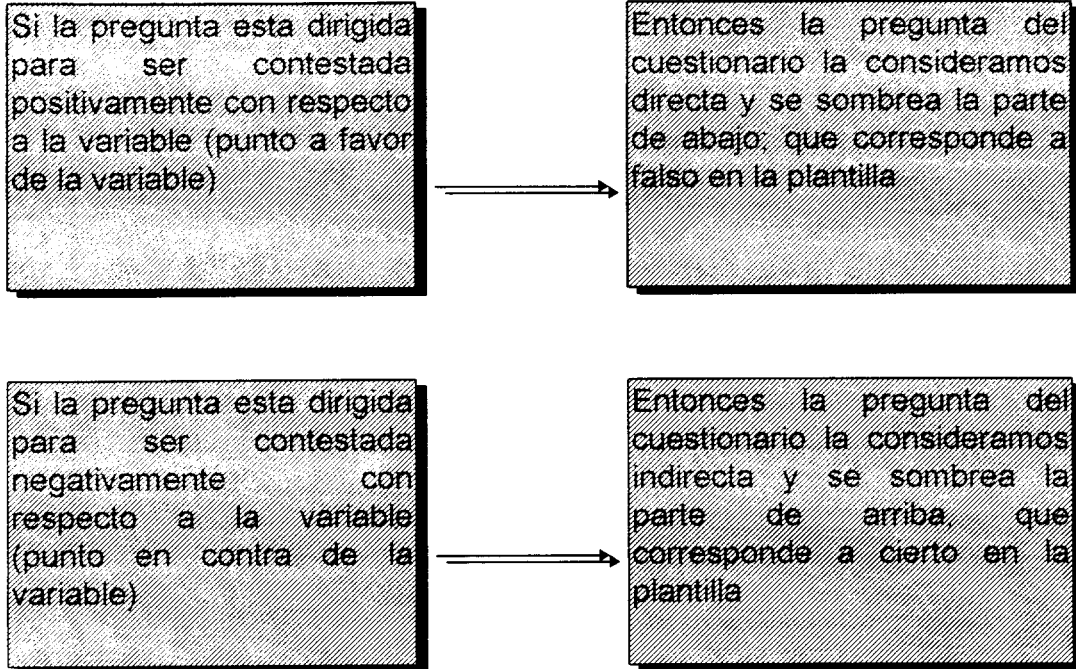 Si la pregunta esta dirigida
para ser contestada
positivamente con respecto
a la variable (punto a favor
de la variable)
Entonces la pregunta del
cuestionario la consideramos
directa y se sombrea la parte
de abajo; que corresponde a
falso en la plantilla
Si la pregunta esta dirigida
para ser contestada
negativamente con
respecto a la variable
(punto en contra de la
variable)
Entonces la pregunta del
cuestionario la consideramos
indirecta y se sombrea la
parte de arriba, que
corresponde a cierto en la
plantilla